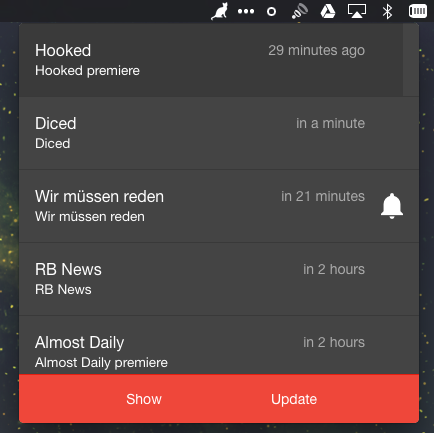 Hooked 29 minutes ago
Hooked premiere
Diced in a minute
Diced
Wir müssen reden in 21 minutes
Wir müssen reden
RB News in 2 hours
RB News
Almost Daily in 2 hours
Almost Daily premiere
Show Update